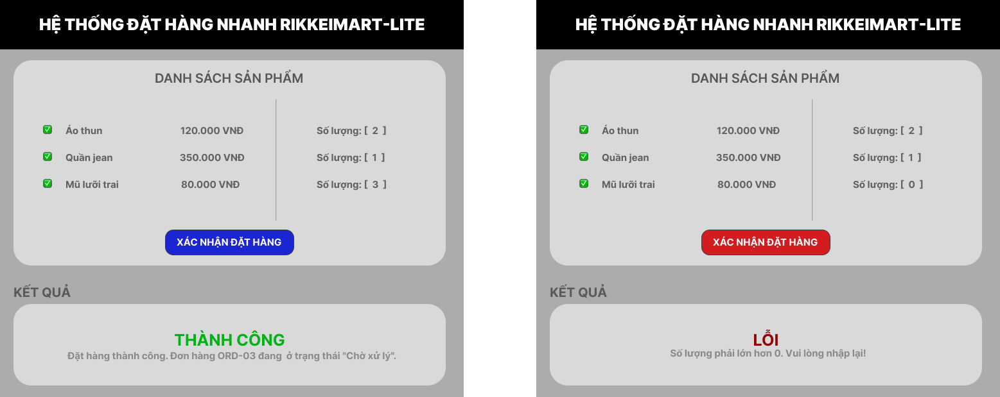 HỆ THỐNG ĐẶT HÀNG NHANH RIKKEIMART-LITE
DANH SÁCH SẢN PHẨM
Áo thun 120.000 VNĐ Số lượng: [ 2 ]
Quần jean 350.000 VNĐ Số lượng: [ 1 ]
Mũ lưỡi trai 80.000 VNĐ Số lượng: [ 3 ]
XÁC NHẬN ĐẶT HÀNG
KẾT QUẢ
THÀNH CÔNG
Đặt hàng thành công. Đơn hàng ORD-03 đang ở trạng thái "Chờ xử lý".
HỆ THỐNG ĐẶT HÀNG NHANH RIKKEIMART-LITE
DANH SÁCH SẢN PHẨM
Áo thun 120.000 VNĐ Số lượng: [ 2 ]
Quần jean 350.000 VNĐ Số lượng: [ 1 ]
Mũ lưỡi trai 80.000 VNĐ Số lượng: [ 0 ]
XÁC NHẬN ĐẶT HÀNG
KẾT QUẢ
LỖI
Số lượng phải lớn hơn 0. Vui lòng nhập lại!